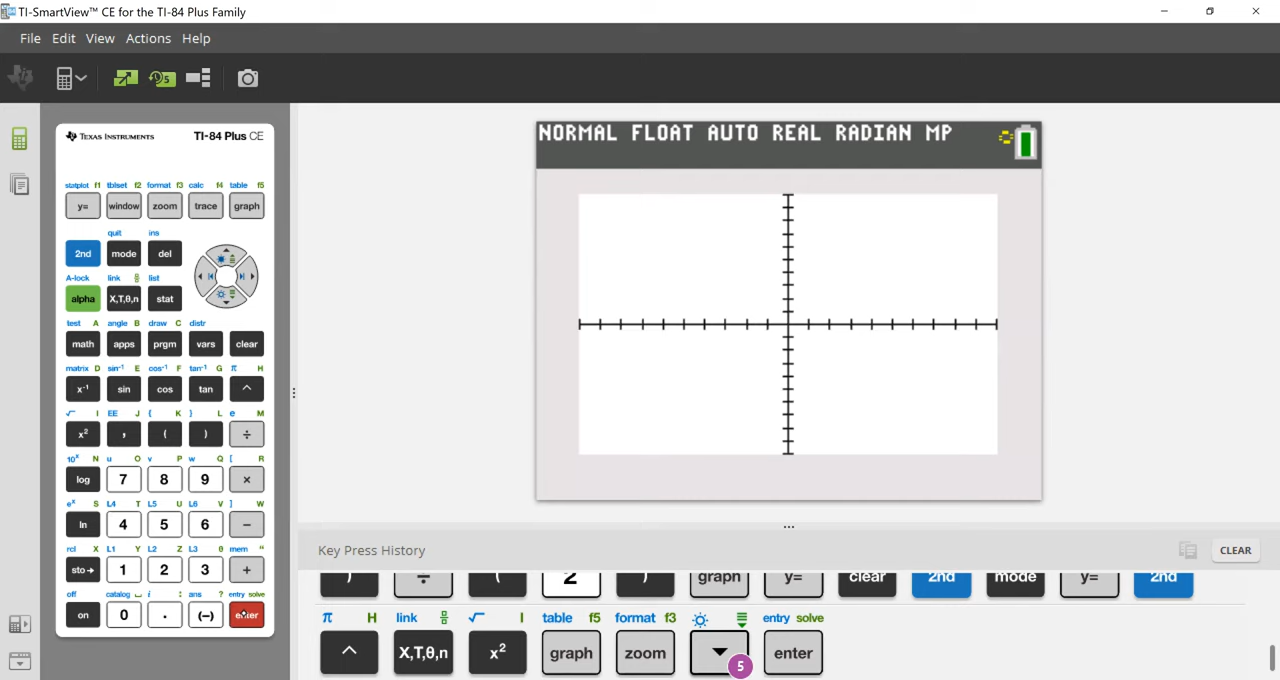 TI-SmartView™ CE for the TI-84 Plus Family
File Edit View Actions Help
TEXAS INSTRUMENTS TI-84 Plus CE
NORMAL FLOAT AUTO REAL RADIAN MP
statplot f1 tblset f2 format f3 calc f4 table f5
y= window zoom trace graph
quit ins
2nd mode del
A-lock link list
alpha X,T,θ,n stat
test A angle B draw C distr
math apps prgm vars clear
matrix D sin⁻¹ E cos⁻¹ F tan⁻¹ G π H
x⁻¹ sin cos tan ^
√ I EE J { K } L e M
x² , ( ) ÷
10ˣ N u O v P w Q [ R
log 7 8 9 ×
eˣ S L4 T L5 U L6 V ] W
ln 4 5 6 −
rcl X L1 Y L2 Z L3 θ mem “
sto→ 1 2 3 +
off catalog ⎵ i : ans ? entry solve
on 0 . (−) enter
Key Press History CLEAR
) ÷ ( 2 ) graph y= clear 2nd mode y= 2nd
π H link √ I table f5 format f3 entry solve
^ X,T,θ,n x² graph zoom 5 enter